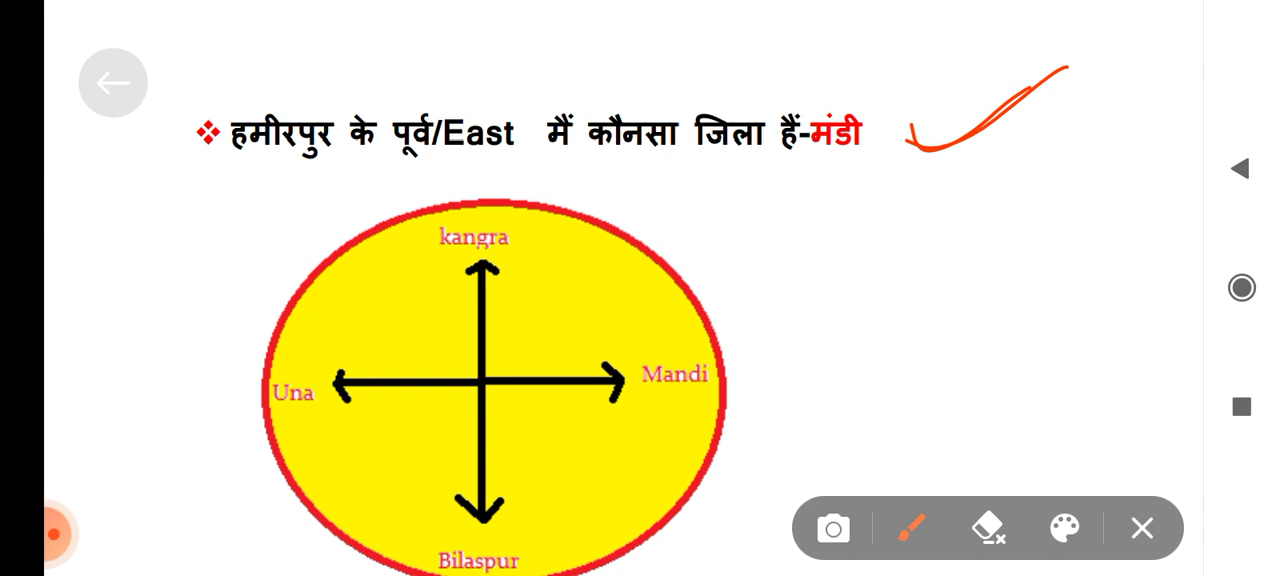 ❖ हमीरपुर के पूर्व/East मैं कौनसा जिला हैं-मंडी
kangra
Mandi
Una
Bilaspur